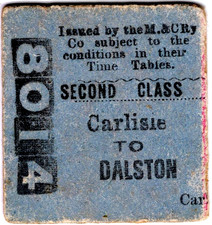 Issued by the M.& C Ry
Co subject to the
conditions in their
Time Tables.
SECOND CLASS
Carlisle
TO
DALSTON
Car
8014